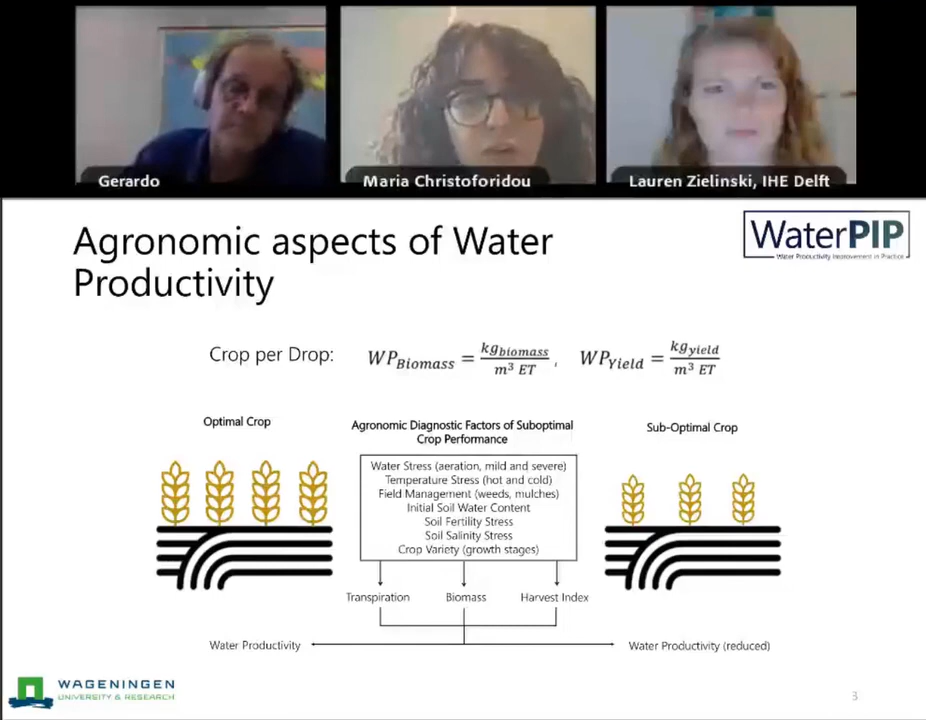 Gerardo
Maria Christoforidou
Lauren Zielinski, IHE Delft
Agronomic aspects of Water
Productivity
WaterPIP
Water Productivity Improvement in Practice
Crop per Drop: WP_Biomass = kg_biomass / m³ ET , WP_Yield = kg_yield / m³ ET
Optimal Crop
Agronomic Diagnostic Factors of Suboptimal
Crop Performance
Sub-Optimal Crop
Water Stress (aeration, mild and severe)
Temperature Stress (hot and cold)
Field Management (weeds, mulches)
Initial Soil Water Content
Soil Fertility Stress
Soil Salinity Stress
Crop Variety (growth stages)
Transpiration Biomass Harvest Index
Water Productivity
Water Productivity (reduced)
WAGENINGEN
UNIVERSITY & RESEARCH
3